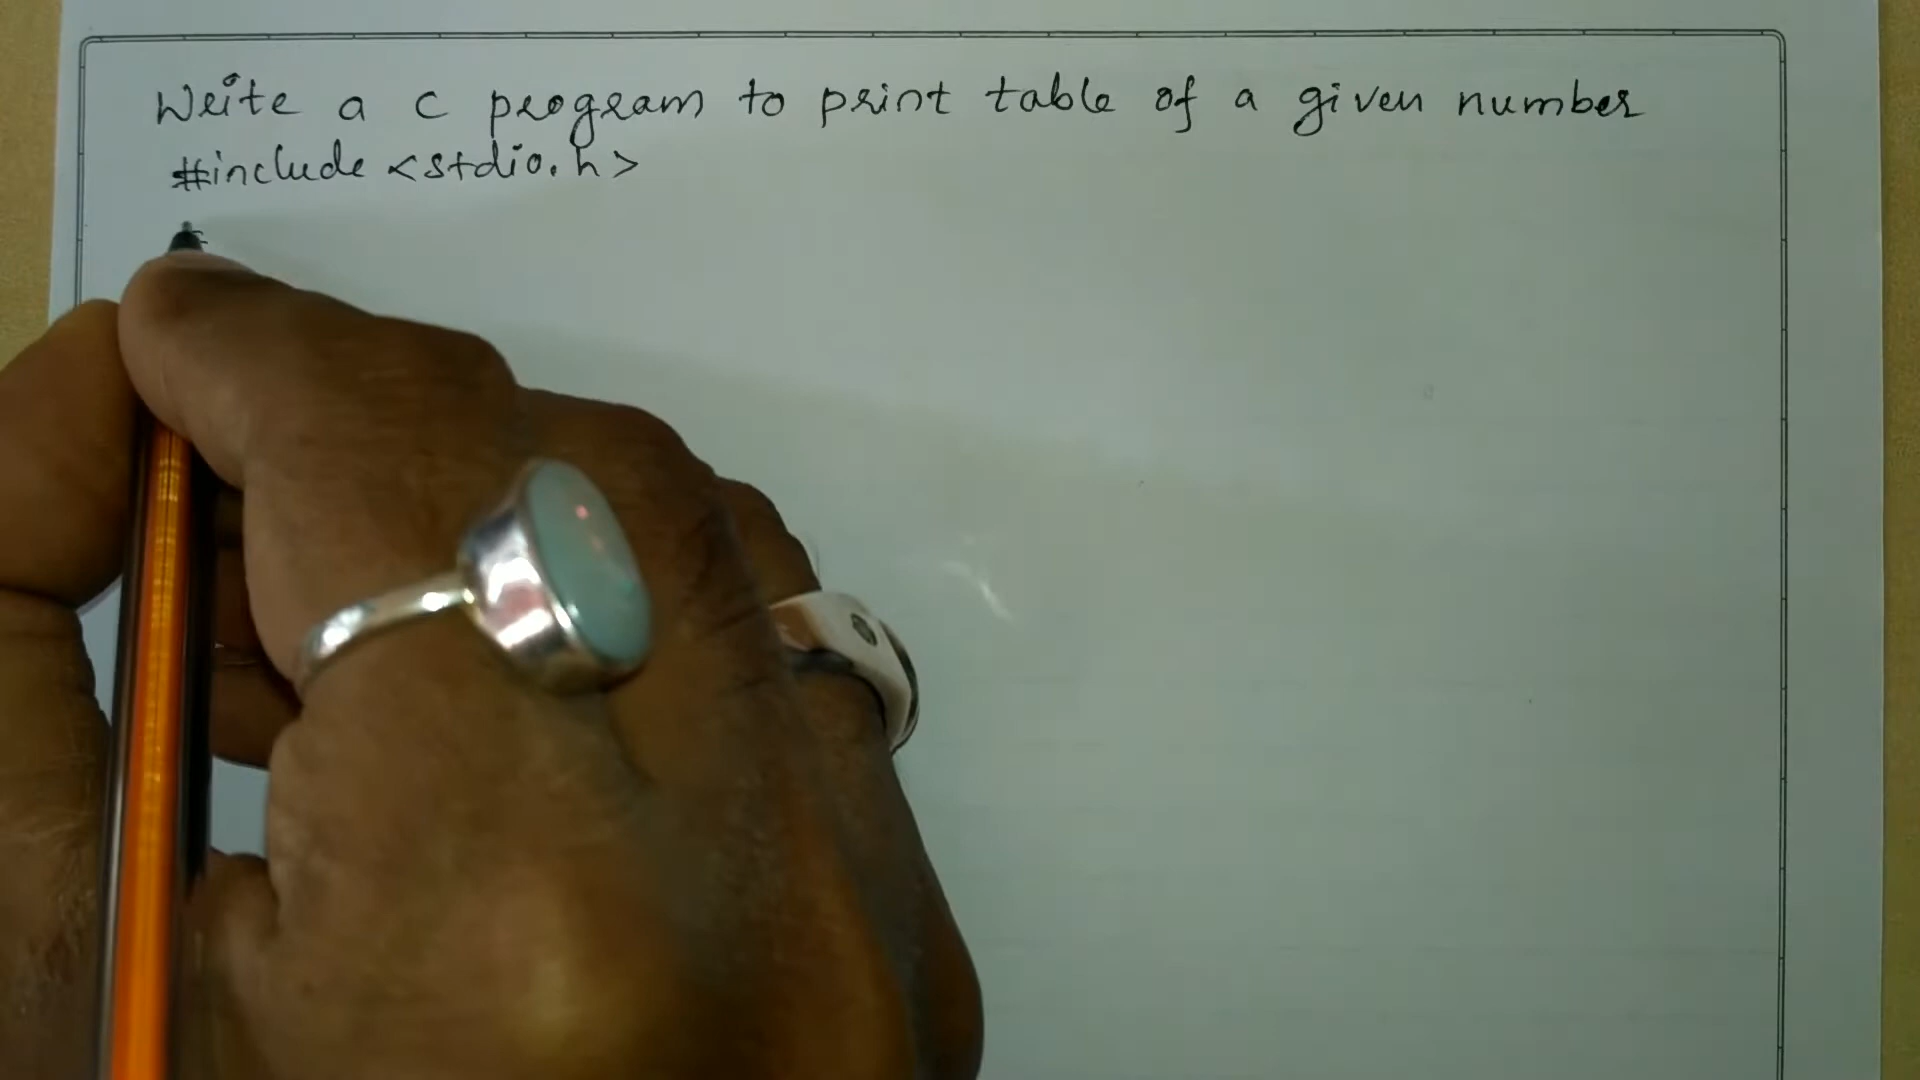 Write a c program to print table of a given number
#include <stdio.h>